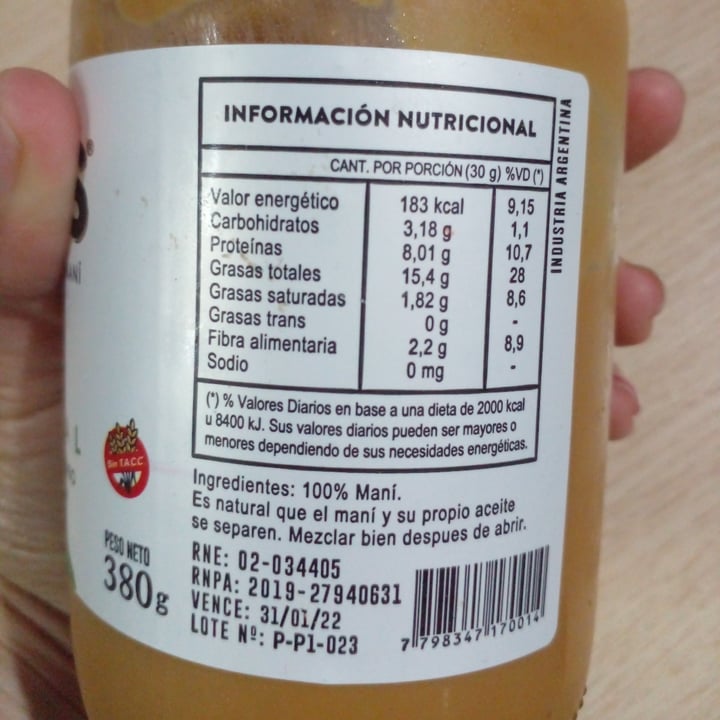 INFORMACIÓN NUTRICIONAL
CANT. POR PORCIÓN (30 g) %VD (*)
Valor energético 183 kcal 9,15
Carbohidratos 3,18 g 1,1
Proteínas 8,01 g 10,7
Grasas totales 15,4 g 28
Grasas saturadas 1,82 g 8,6
Grasas trans 0 g -
Fibra alimentaria 2,2 g 8,9
Sodio 0 mg -
(*) % Valores Diarios en base a una dieta de 2000 kcal
u 8400 kJ. Sus valores diarios pueden ser mayores o
menores dependiendo de sus necesidades energéticas.
INDUSTRIA ARGENTINA
Sin T.A.C.C.
Ingredientes: 100% Maní.
Es natural que el maní y su propio aceite
se separen. Mezclar bien despues de abrir.
PESO NETO
380g
RNE: 02-034405
RNPA: 2019-27940631
VENCE: 31/01/22
LOTE Nº: P-P1-023
7 798347 170014